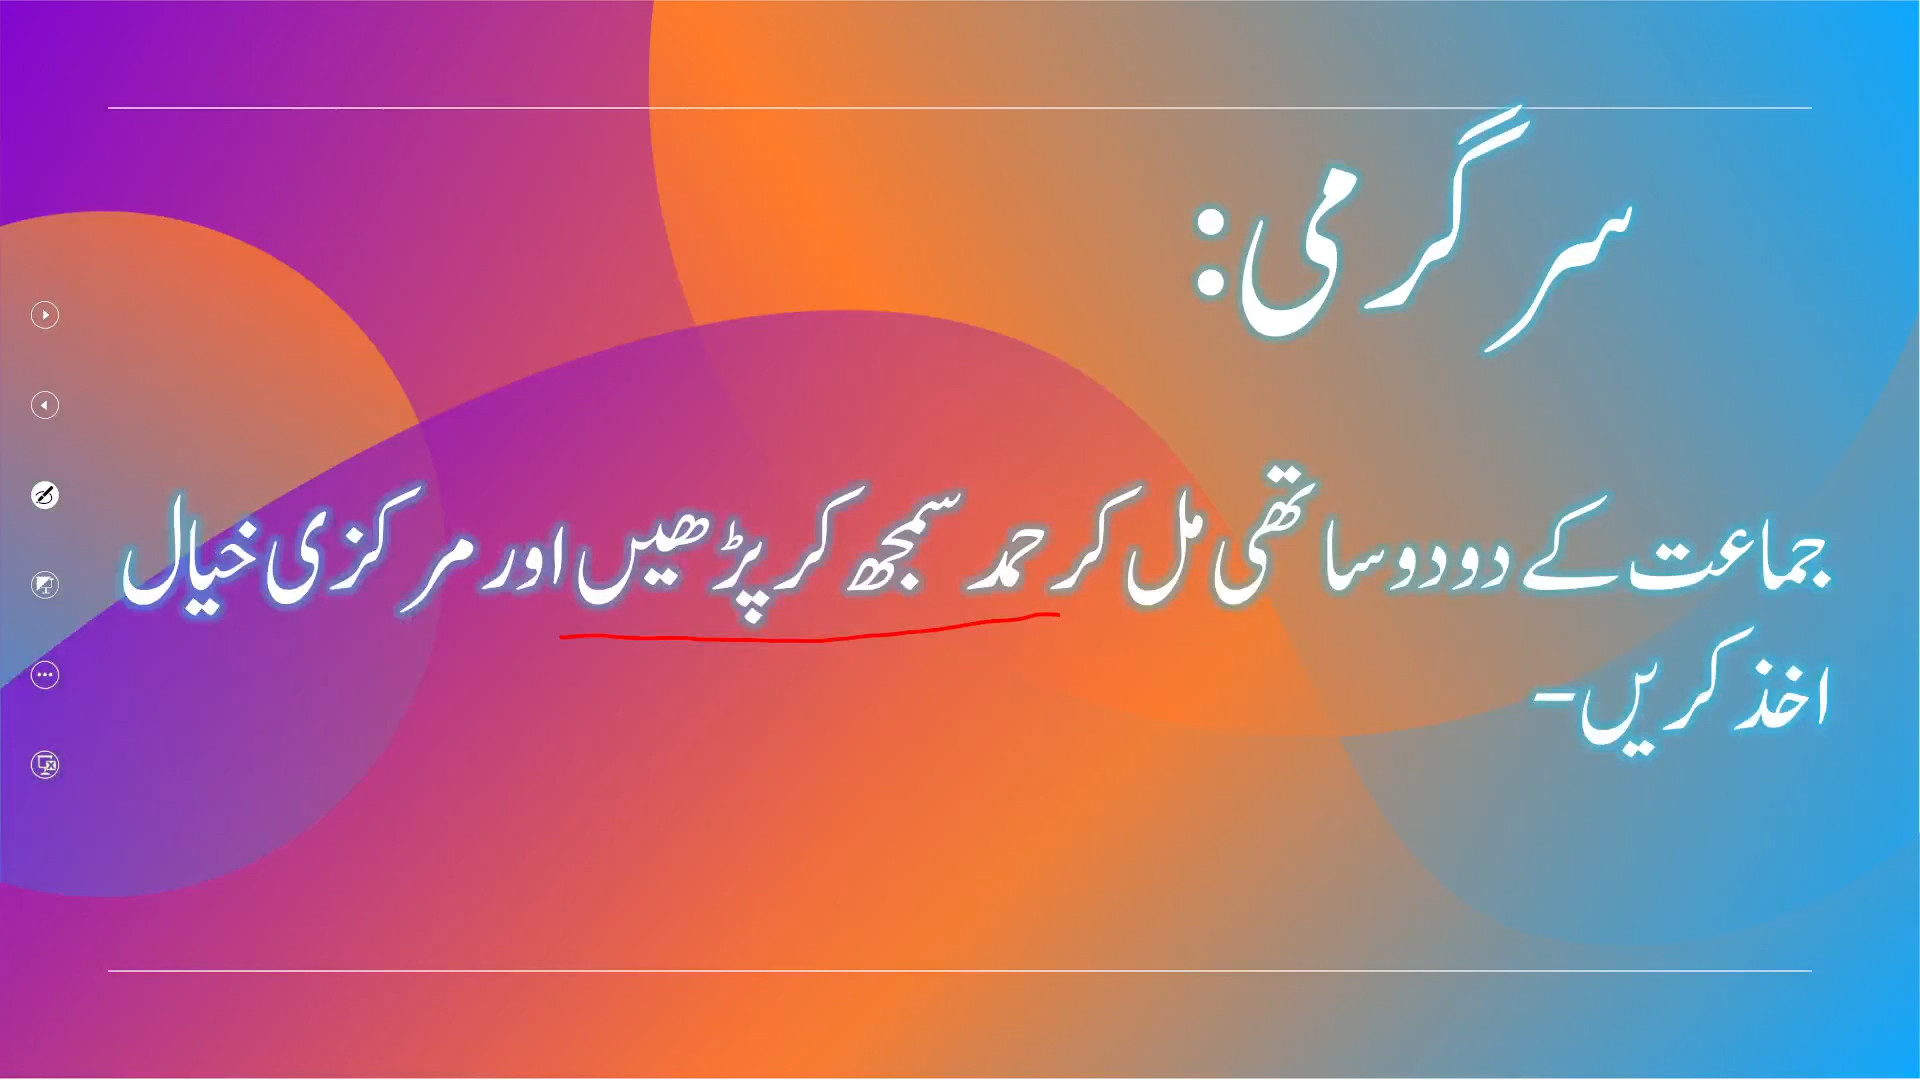 سرگرمی:
جماعت کے دو دو ساتھی مل کر حمد سمجھ کر پڑھیں اور مرکزی خیال
اخذ کریں-